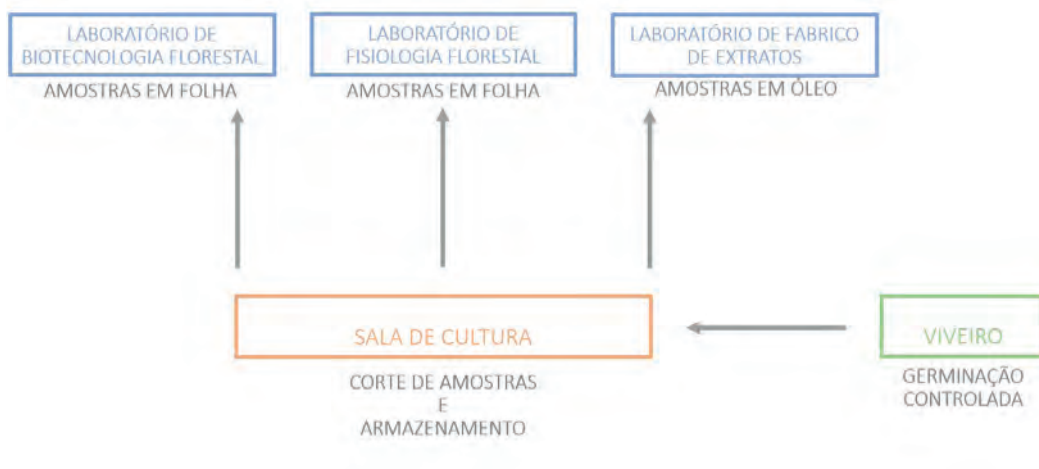 LABORATÓRIO DE
BIOTECNOLOGIA FLORESTAL
AMOSTRAS EM FOLHA
LABORATÓRIO DE
FISIOLOGIA FLORESTAL
AMOSTRAS EM FOLHA
LABORATÓRIO DE FABRICO
DE EXTRATOS
AMOSTRAS EM ÓLEO
SALA DE CULTURA
CORTE DE AMOSTRAS
E
ARMAZENAMENTO
VIVEIRO
GERMINAÇÃO
CONTROLADA